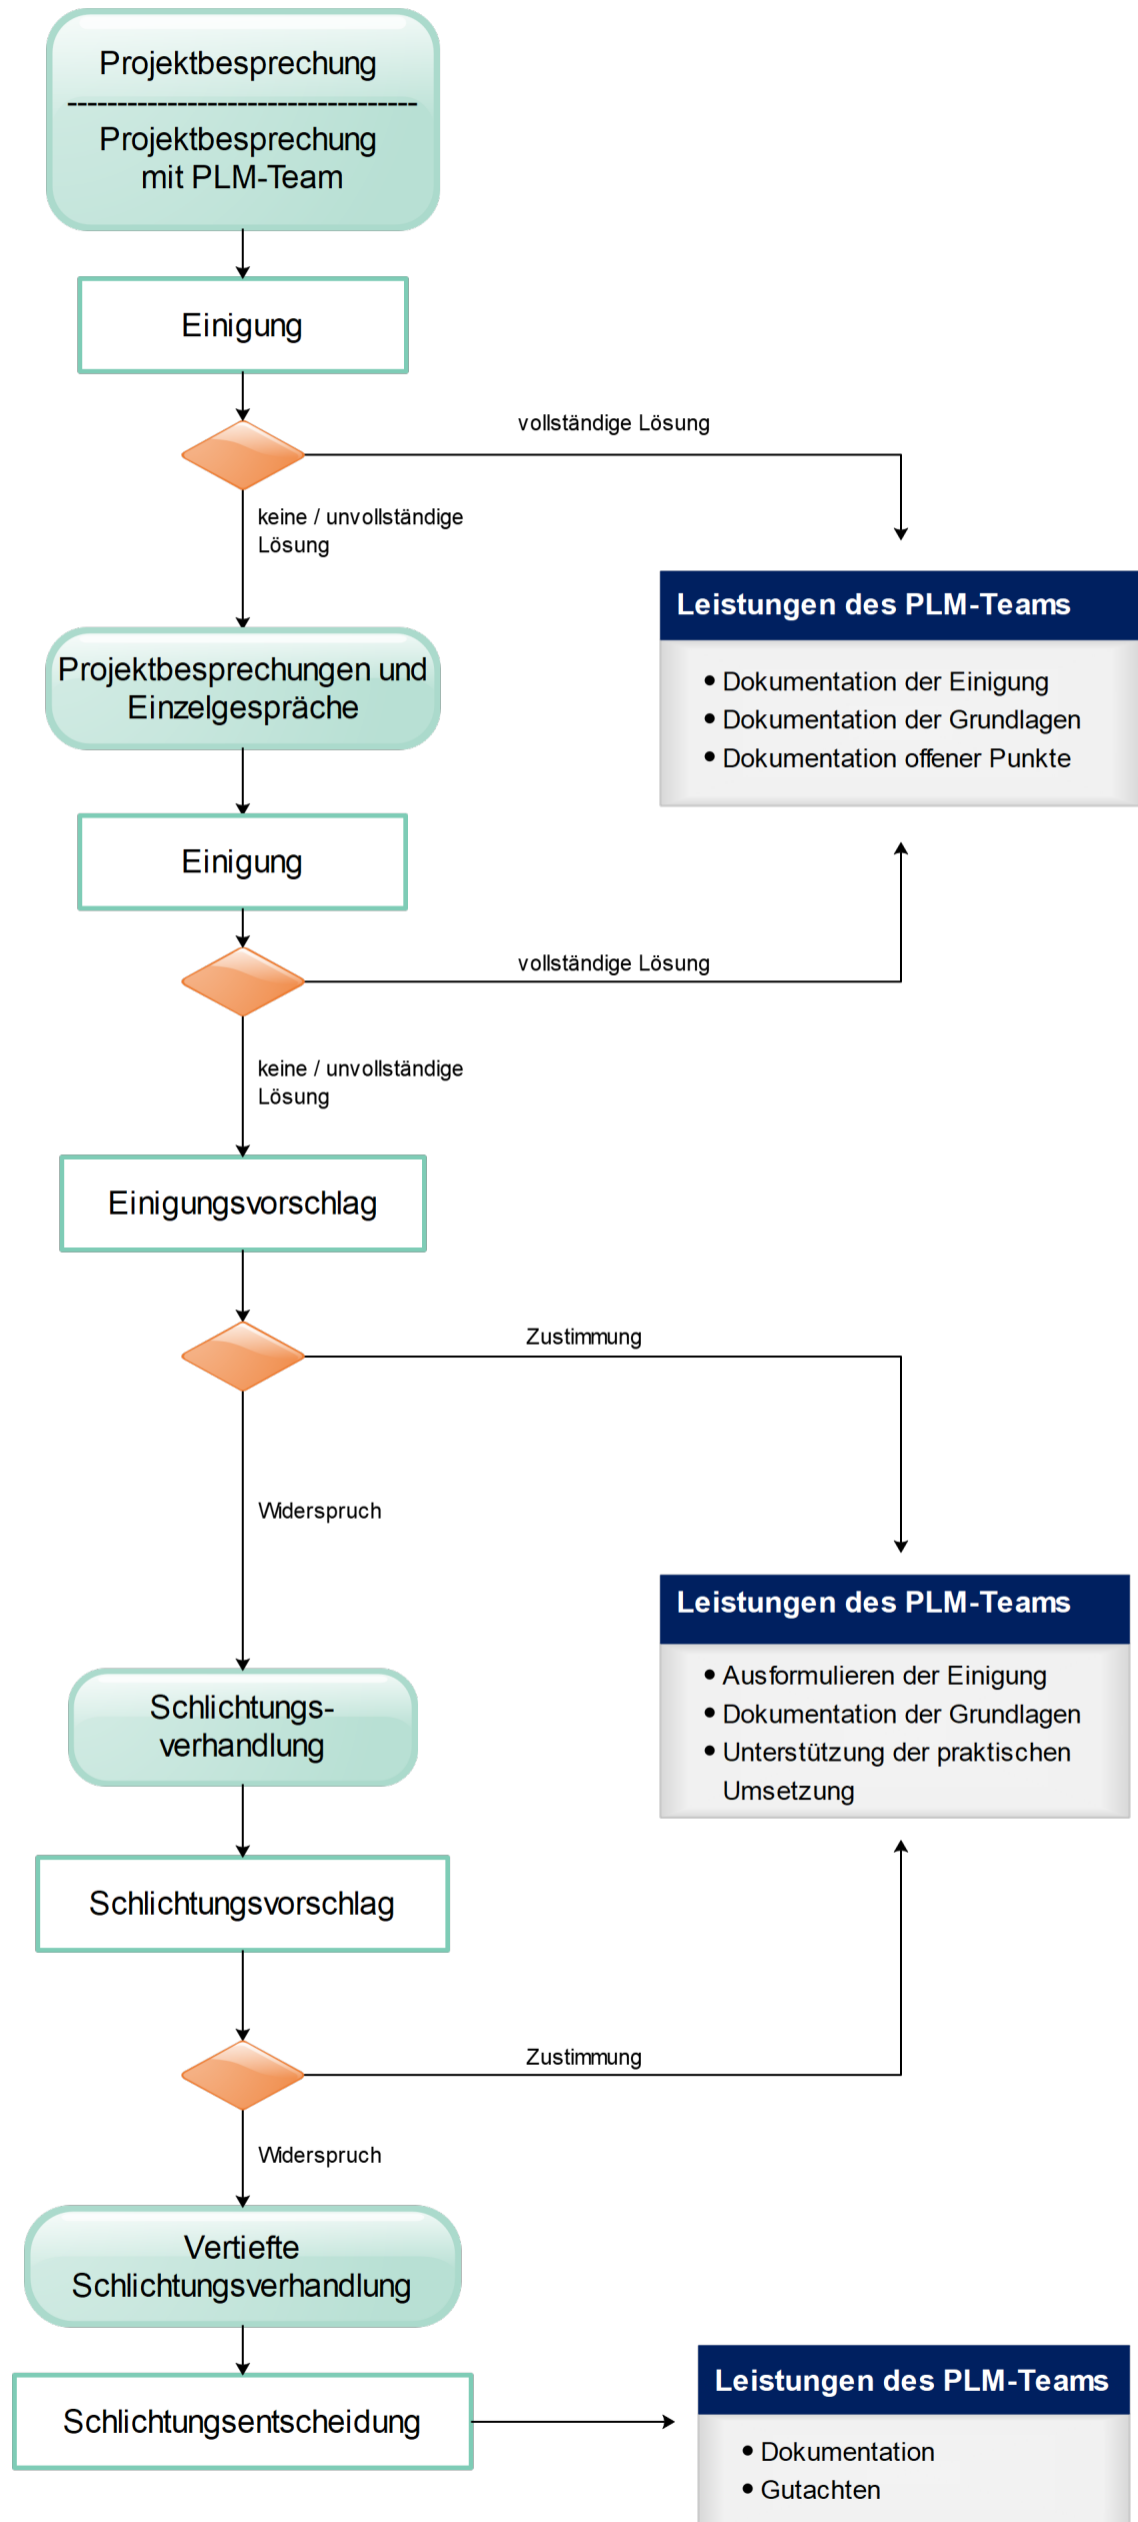 Projektbesprechung
-----------------------------------
Projektbesprechung
mit PLM-Team
Einigung
vollständige Lösung
keine / unvollständige
Lösung
Leistungen des PLM-Teams
• Dokumentation der Einigung
• Dokumentation der Grundlagen
• Dokumentation offener Punkte
Projektbesprechungen und
Einzelgespräche
Einigung
vollständige Lösung
keine / unvollständige
Lösung
Einigungsvorschlag
Zustimmung
Widerspruch
Leistungen des PLM-Teams
• Ausformulieren der Einigung
• Dokumentation der Grundlagen
• Unterstützung der praktischen
Umsetzung
Schlichtungs-
verhandlung
Schlichtungsvorschlag
Zustimmung
Widerspruch
Vertiefte
Schlichtungsverhandlung
Schlichtungsentscheidung
Leistungen des PLM-Teams
• Dokumentation
• Gutachten